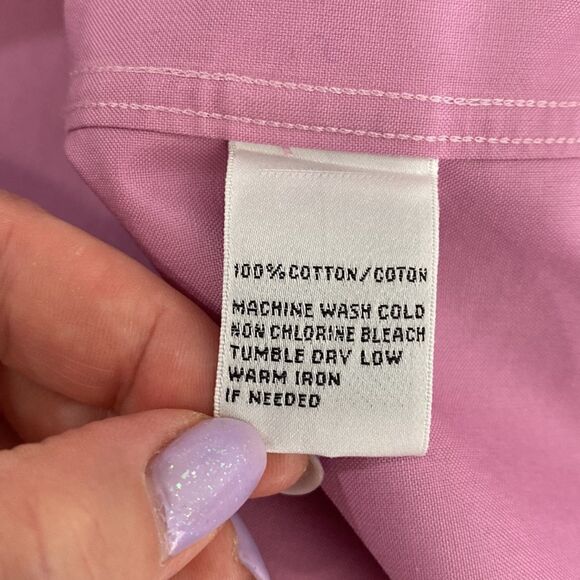 100% COTTON/COTON
MACHINE WASH COLD
NON CHLORINE BLEACH
TUMBLE DRY LOW
WARM IRON
IF NEEDED